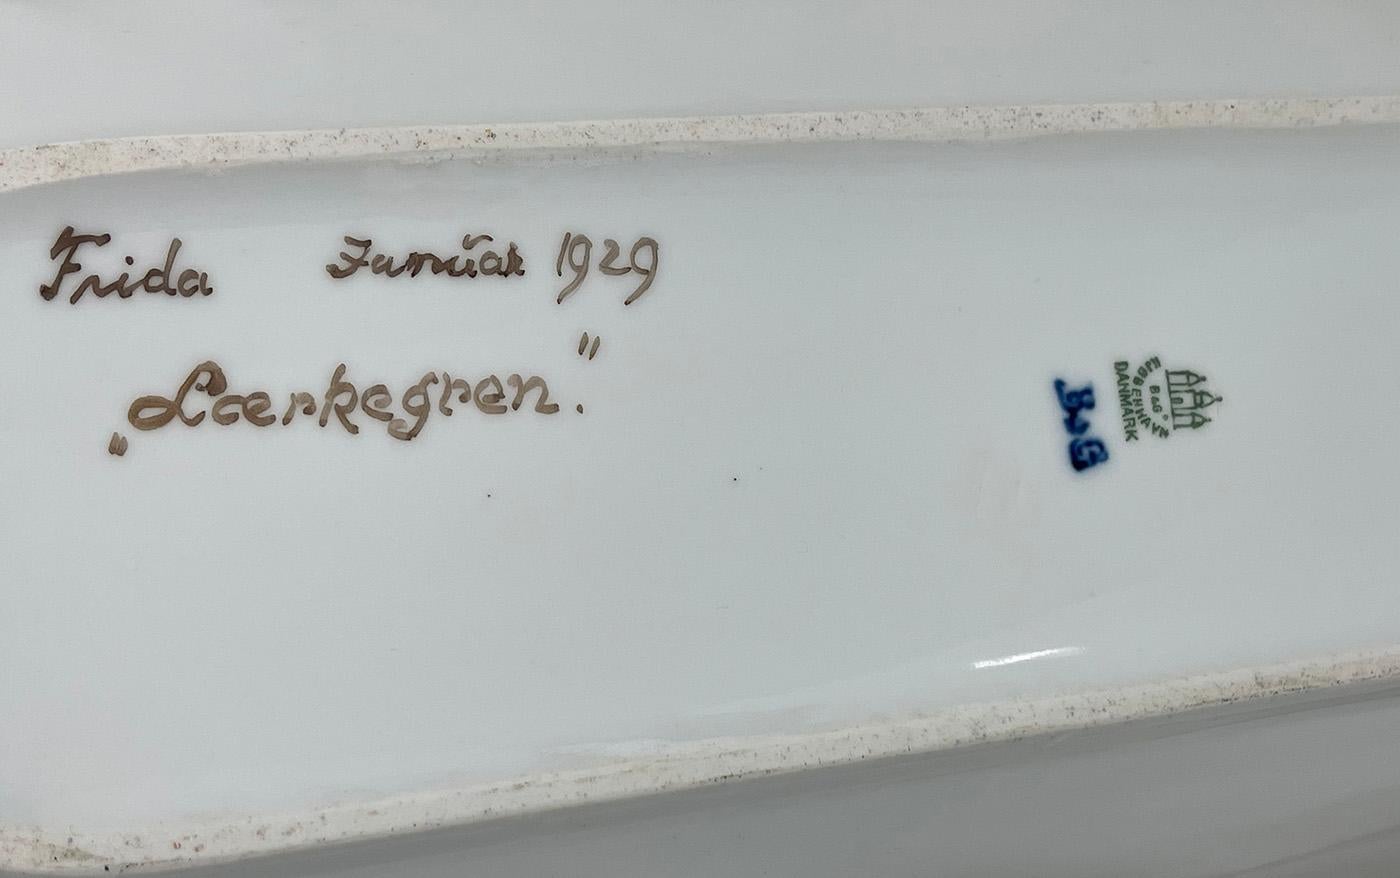 Frida Januar 1929
„Lærkegren."
B&G
KJØBENHAVN
DANMARK
B&G